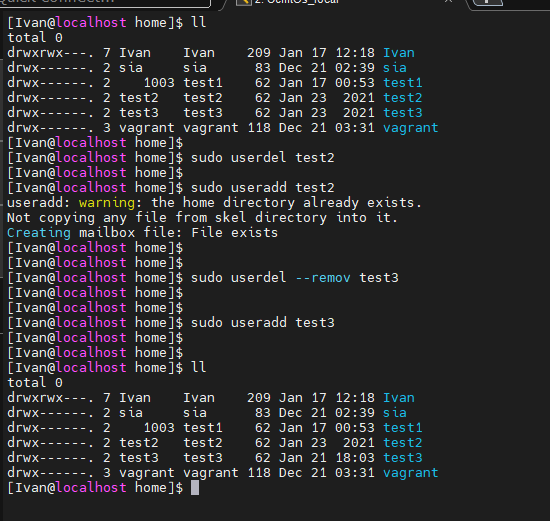 2. CentOs_local
[Ivan@localhost home]$ ll
total 0
drwxrwx---. 7 Ivan    Ivan    209 Jan 17 12:18 Ivan
drwx------. 2 sia     sia      83 Dec 21 02:39 sia
drwx------. 2    1003 test1    62 Jan 17 00:53 test1
drwx------. 2 test2   test2    62 Jan 23  2021 test2
drwx------. 2 test3   test3    62 Jan 23  2021 test3
drwx------. 3 vagrant vagrant 118 Dec 21 03:31 vagrant
[Ivan@localhost home]$
[Ivan@localhost home]$ sudo userdel test2
[Ivan@localhost home]$
[Ivan@localhost home]$ sudo useradd test2
useradd: warning: the home directory already exists.
Not copying any file from skel directory into it.
Creating mailbox file: File exists
[Ivan@localhost home]$
[Ivan@localhost home]$
[Ivan@localhost home]$ sudo userdel --remov test3
[Ivan@localhost home]$
[Ivan@localhost home]$
[Ivan@localhost home]$ sudo useradd test3
[Ivan@localhost home]$
[Ivan@localhost home]$
[Ivan@localhost home]$ ll
total 0
drwxrwx---. 7 Ivan    Ivan    209 Jan 17 12:18 Ivan
drwx------. 2 sia     sia      83 Dec 21 02:39 sia
drwx------. 2    1003 test1    62 Jan 17 00:53 test1
drwx------. 2 test2   test2    62 Jan 23  2021 test2
drwx------. 2 test3   test3    62 Jan 21 18:03 test3
drwx------. 3 vagrant vagrant 118 Dec 21 03:31 vagrant
[Ivan@localhost home]$